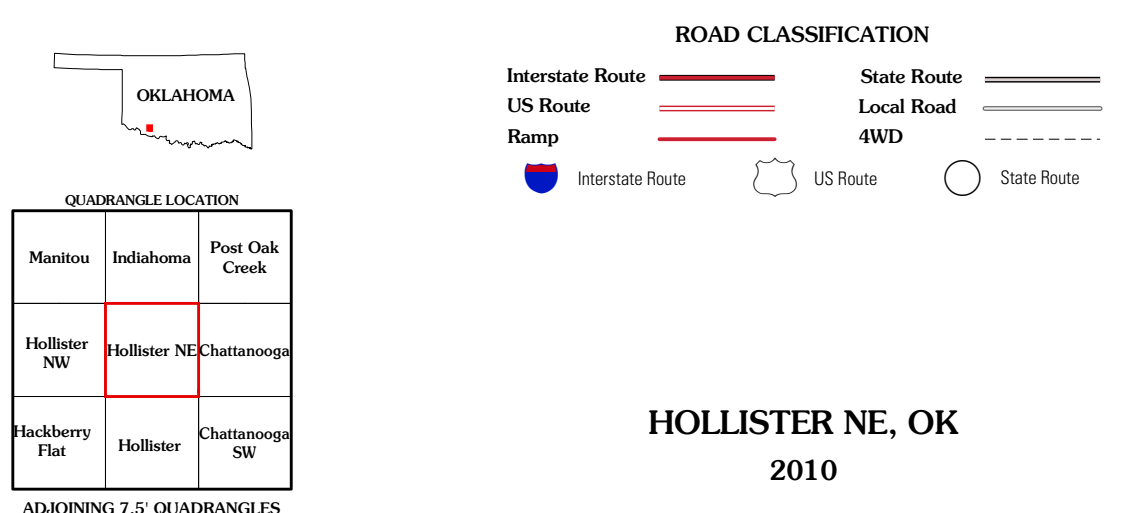 OKLAHOMA
QUADRANGLE LOCATION
Manitou
Indiahoma
Post Oak
Creek
Hollister
NW
Hollister NE
Chattanooga
Hackberry
Flat
Hollister
Chattanooga
SW
ADJOINING 7.5' QUADRANGLES
ROAD CLASSIFICATION
Interstate Route
State Route
US Route
Local Road
Ramp
4WD
Interstate Route
US Route
State Route
HOLLISTER NE, OK
2010